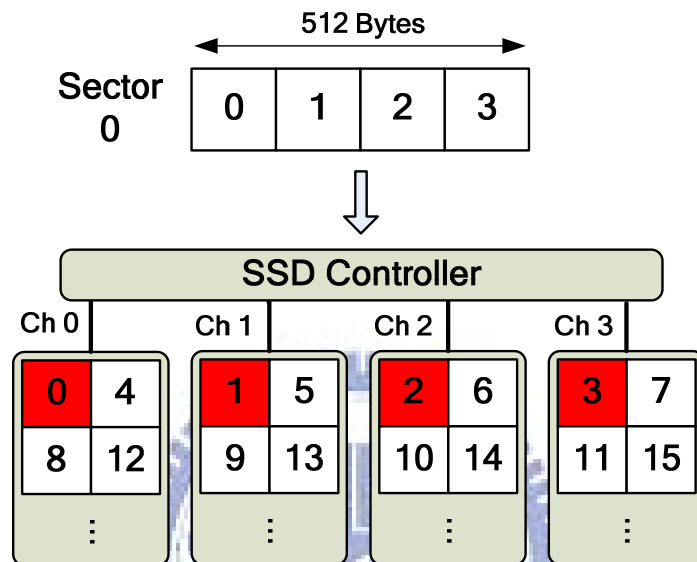 512 Bytes
Sector
0
0 1 2 3
SSD Controller
Ch 0 Ch 1 Ch 2 Ch 3
0 4 1 5 2 6 3 7
8 12 9 13 10 14 11 15
⋮ ⋮ ⋮ ⋮